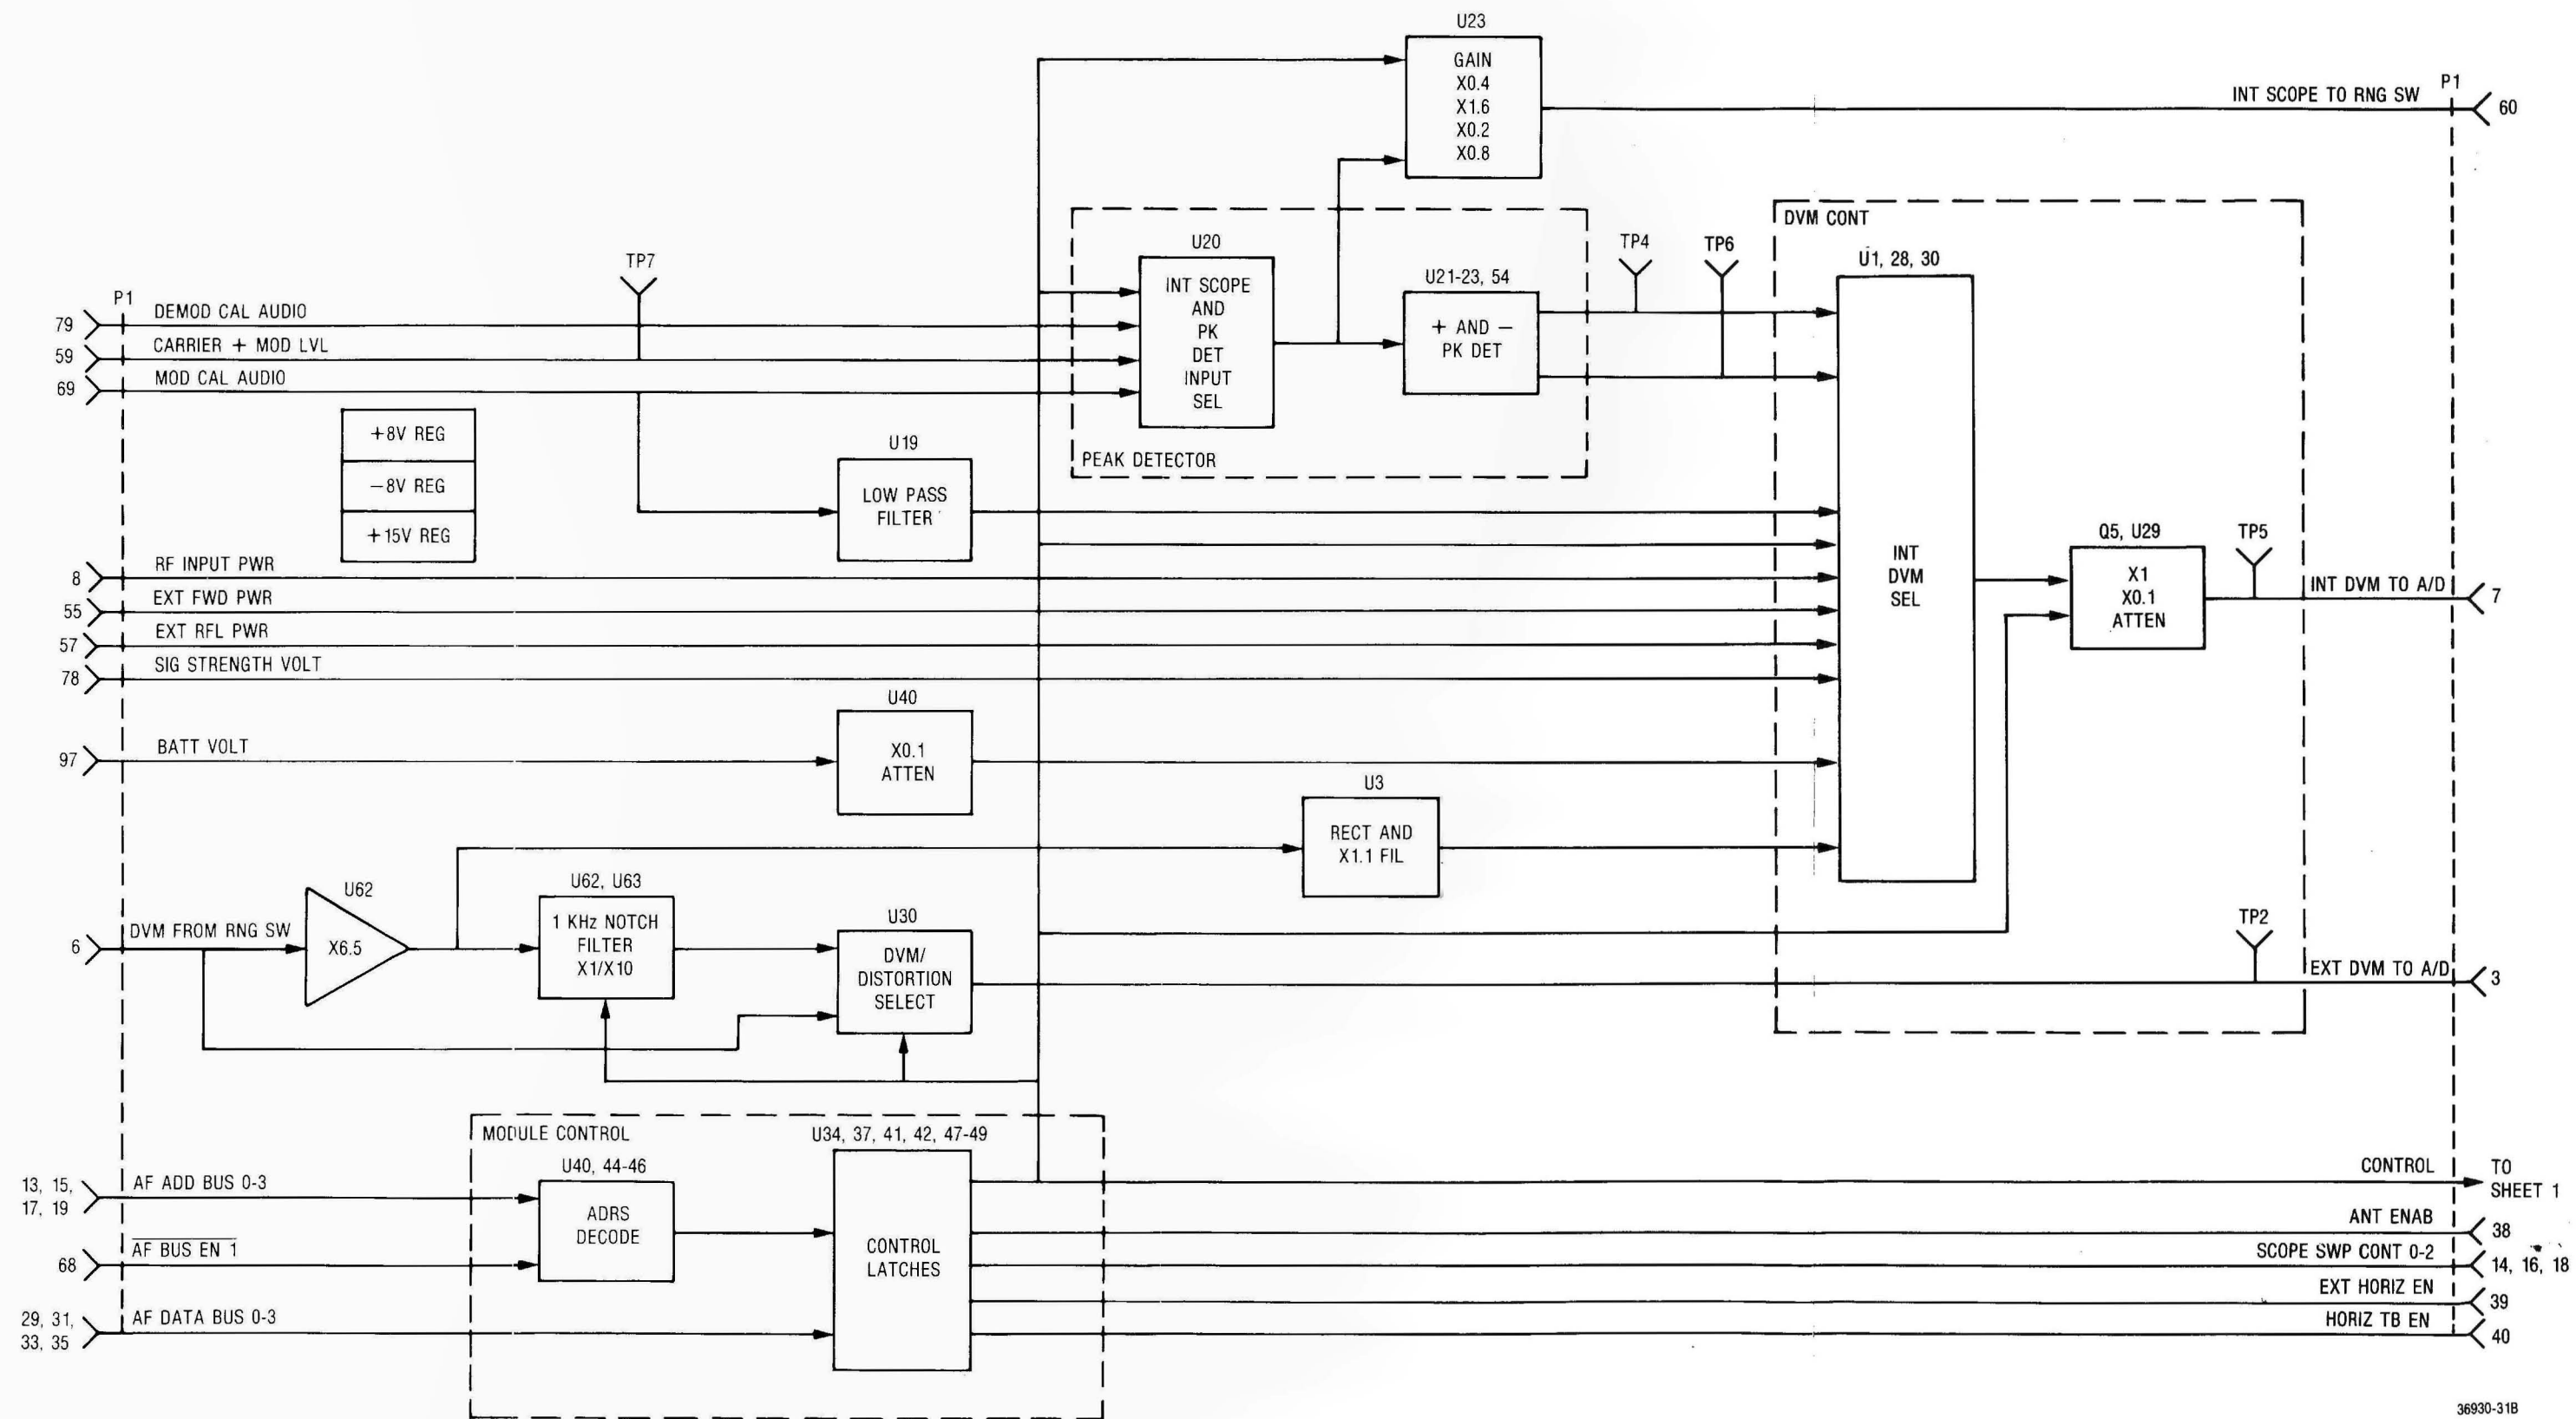 U23
GAIN
X0.4
X1.6
X0.2
X0.8
P1
INT SCOPE TO RNG SW
60
DVM CONT
U20
INT SCOPE
AND
PK
DET
INPUT
SEL
U21-23, 54
+ AND −
PK DET
PEAK DETECTOR
TP4
TP6
U1, 28, 30
INT
DVM
SEL
TP7
P1
79
DEMOD CAL AUDIO
59
CARRIER + MOD LVL
69
MOD CAL AUDIO
+8V REG
−8V REG
+15V REG
U19
LOW PASS
FILTER
8
RF INPUT PWR
55
EXT FWD PWR
57
EXT RFL PWR
78
SIG STRENGTH VOLT
Q5, U29
X1
X0.1
ATTEN
TP5
INT DVM TO A/D
7
97
BATT VOLT
U40
X0.1
ATTEN
U3
RECT AND
X1.1 FIL
6
DVM FROM RNG SW
U62
X6.5
U62, U63
1 KHz NOTCH
FILTER
X1/X10
U30
DVM/
DISTORTION
SELECT
TP2
EXT DVM TO A/D
3
MODULE CONTROL
U34, 37, 41, 42, 47-49
U40, 44-46
ADRS
DECODE
CONTROL
LATCHES
13, 15,
17, 19
AF ADD BUS 0-3
68
AF BUS EN 1
29, 31,
33, 35
AF DATA BUS 0-3
CONTROL
TO
SHEET 1
ANT ENAB
38
SCOPE SWP CONT 0-2
14, 16, 18
EXT HORIZ EN
39
HORIZ TB EN
40
36930-31B